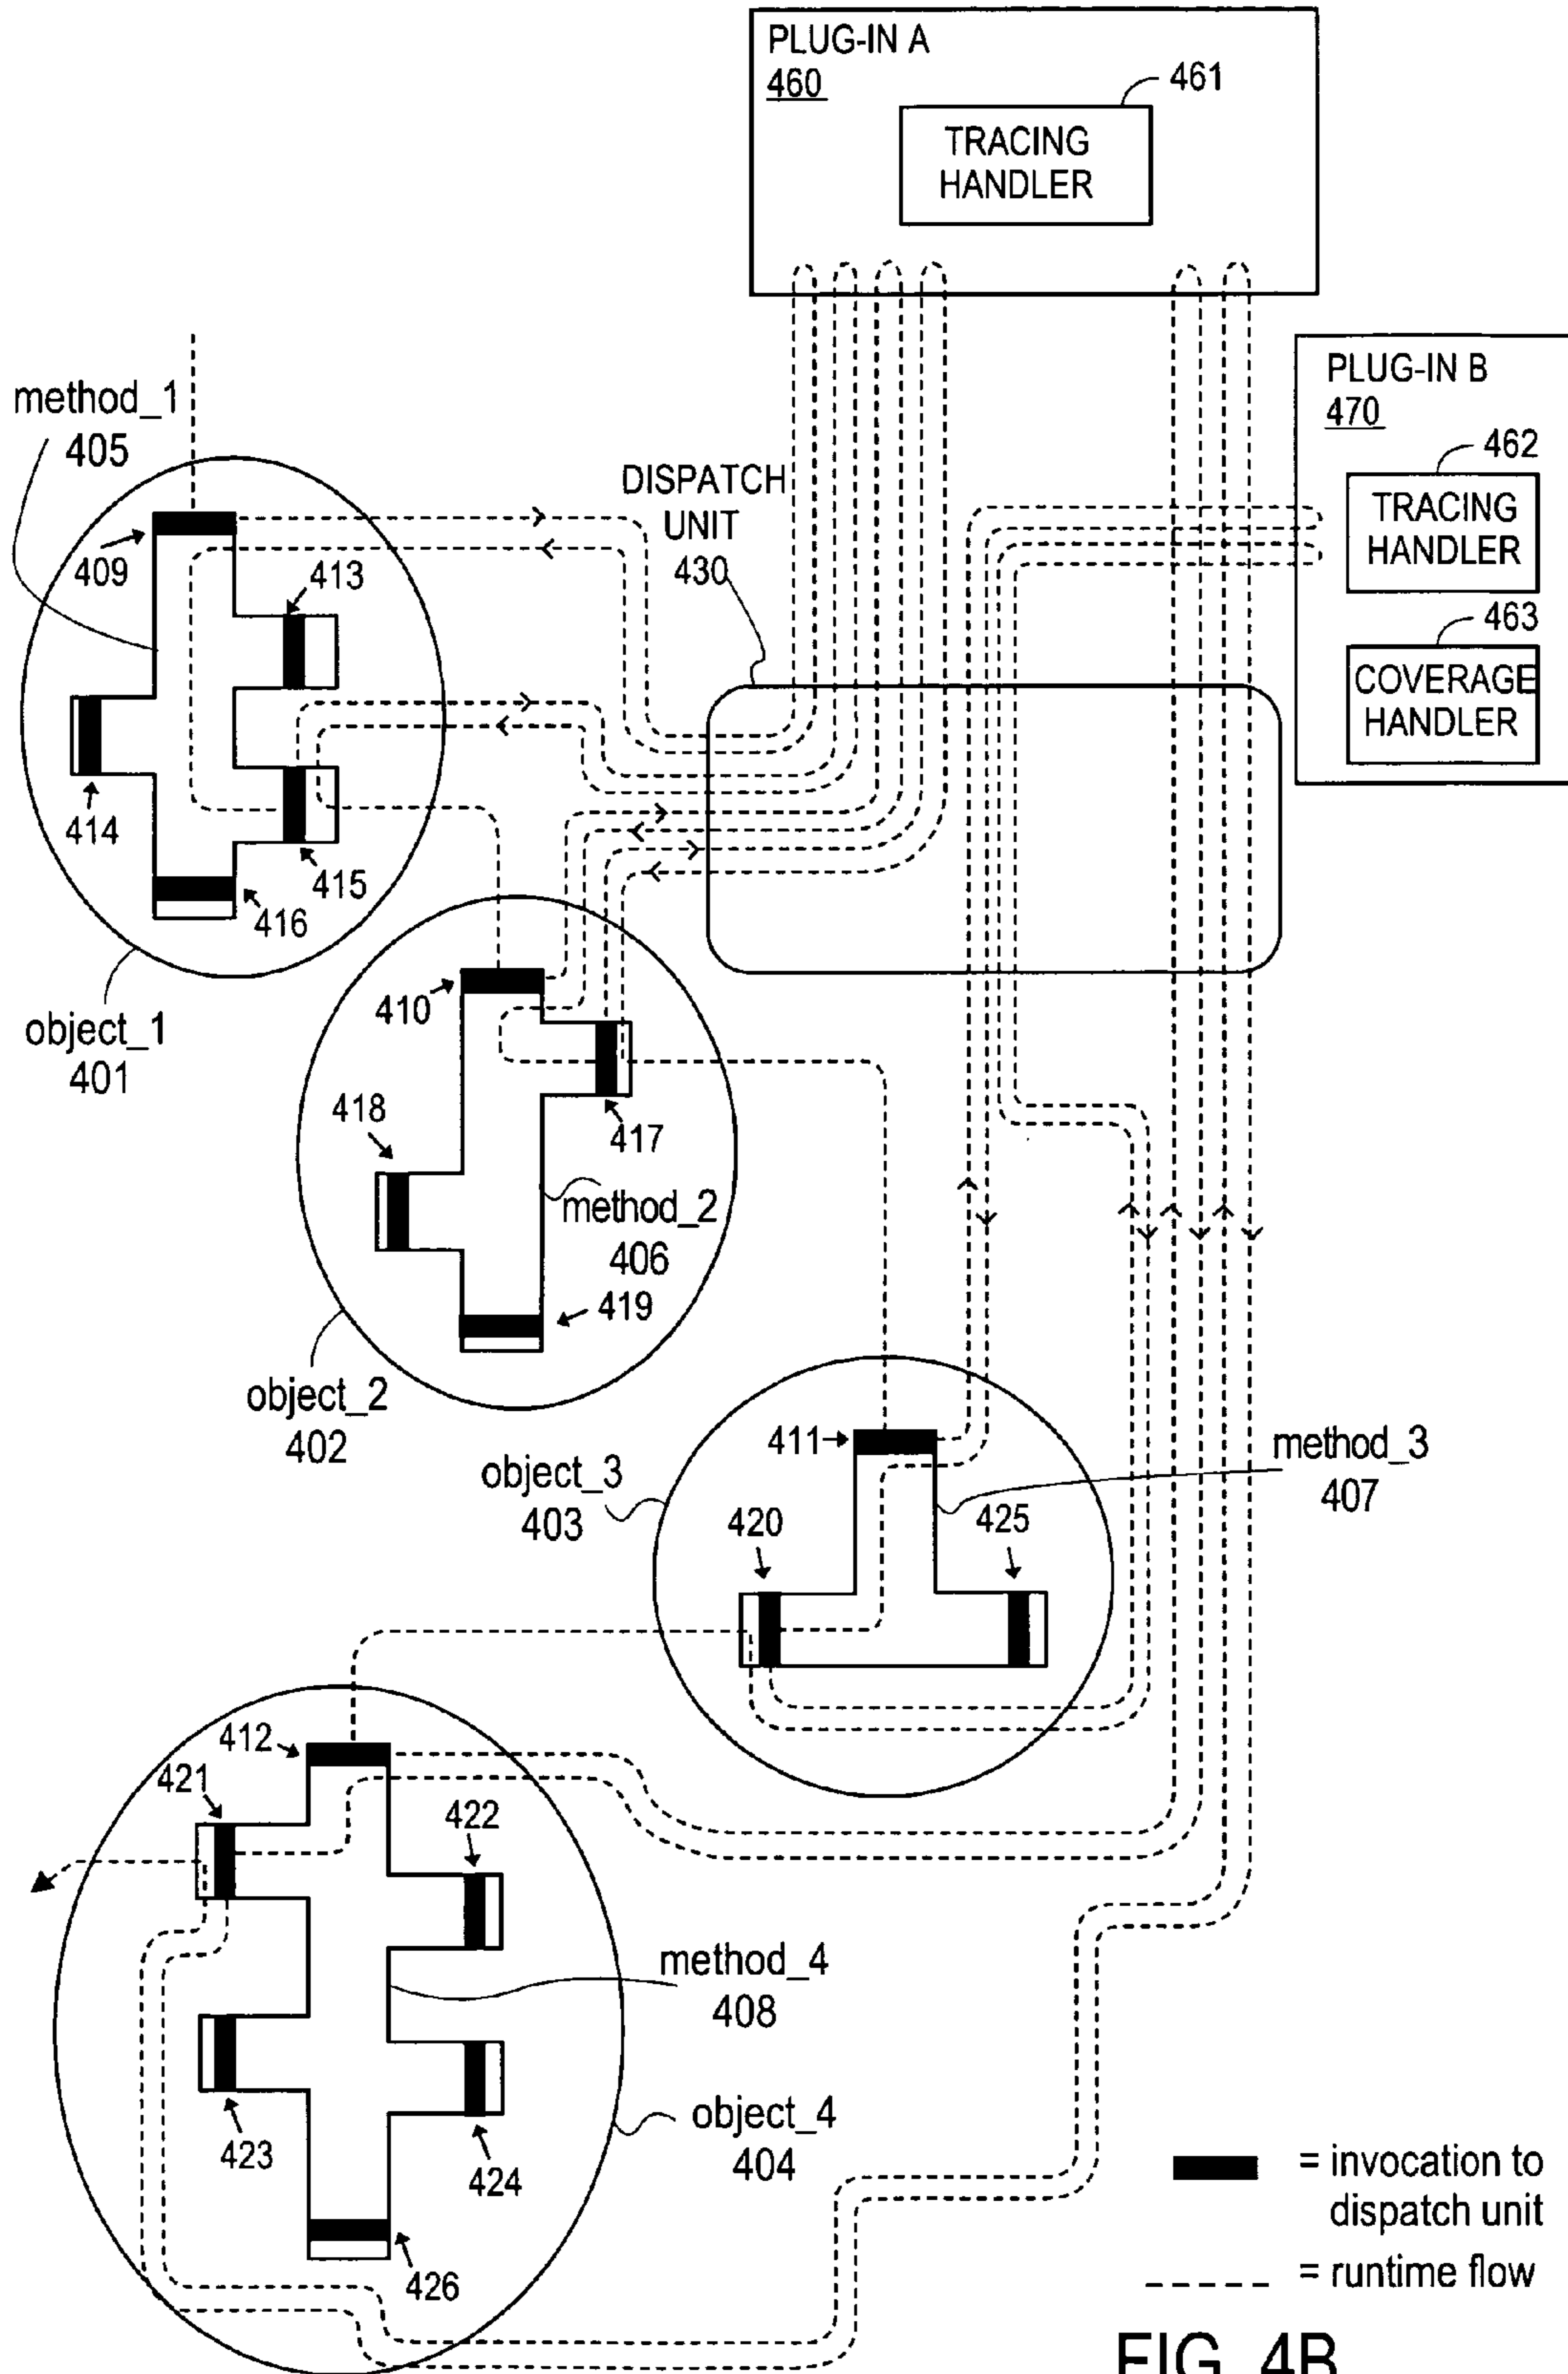 PLUG-IN A
460
461
TRACING
HANDLER
PLUG-IN B
470
462
TRACING
HANDLER
463
COVERAGE
HANDLER
method_1
405
DISPATCH
UNIT
430
409
413
414
415
416
object_1
401
410
417
418
method_2
406
419
object_2
402
411
method_3
407
object_3
403
420
425
412
421
422
method_4
408
423
424
object_4
404
426
= invocation to
dispatch unit
= runtime flow
FIG. 4B